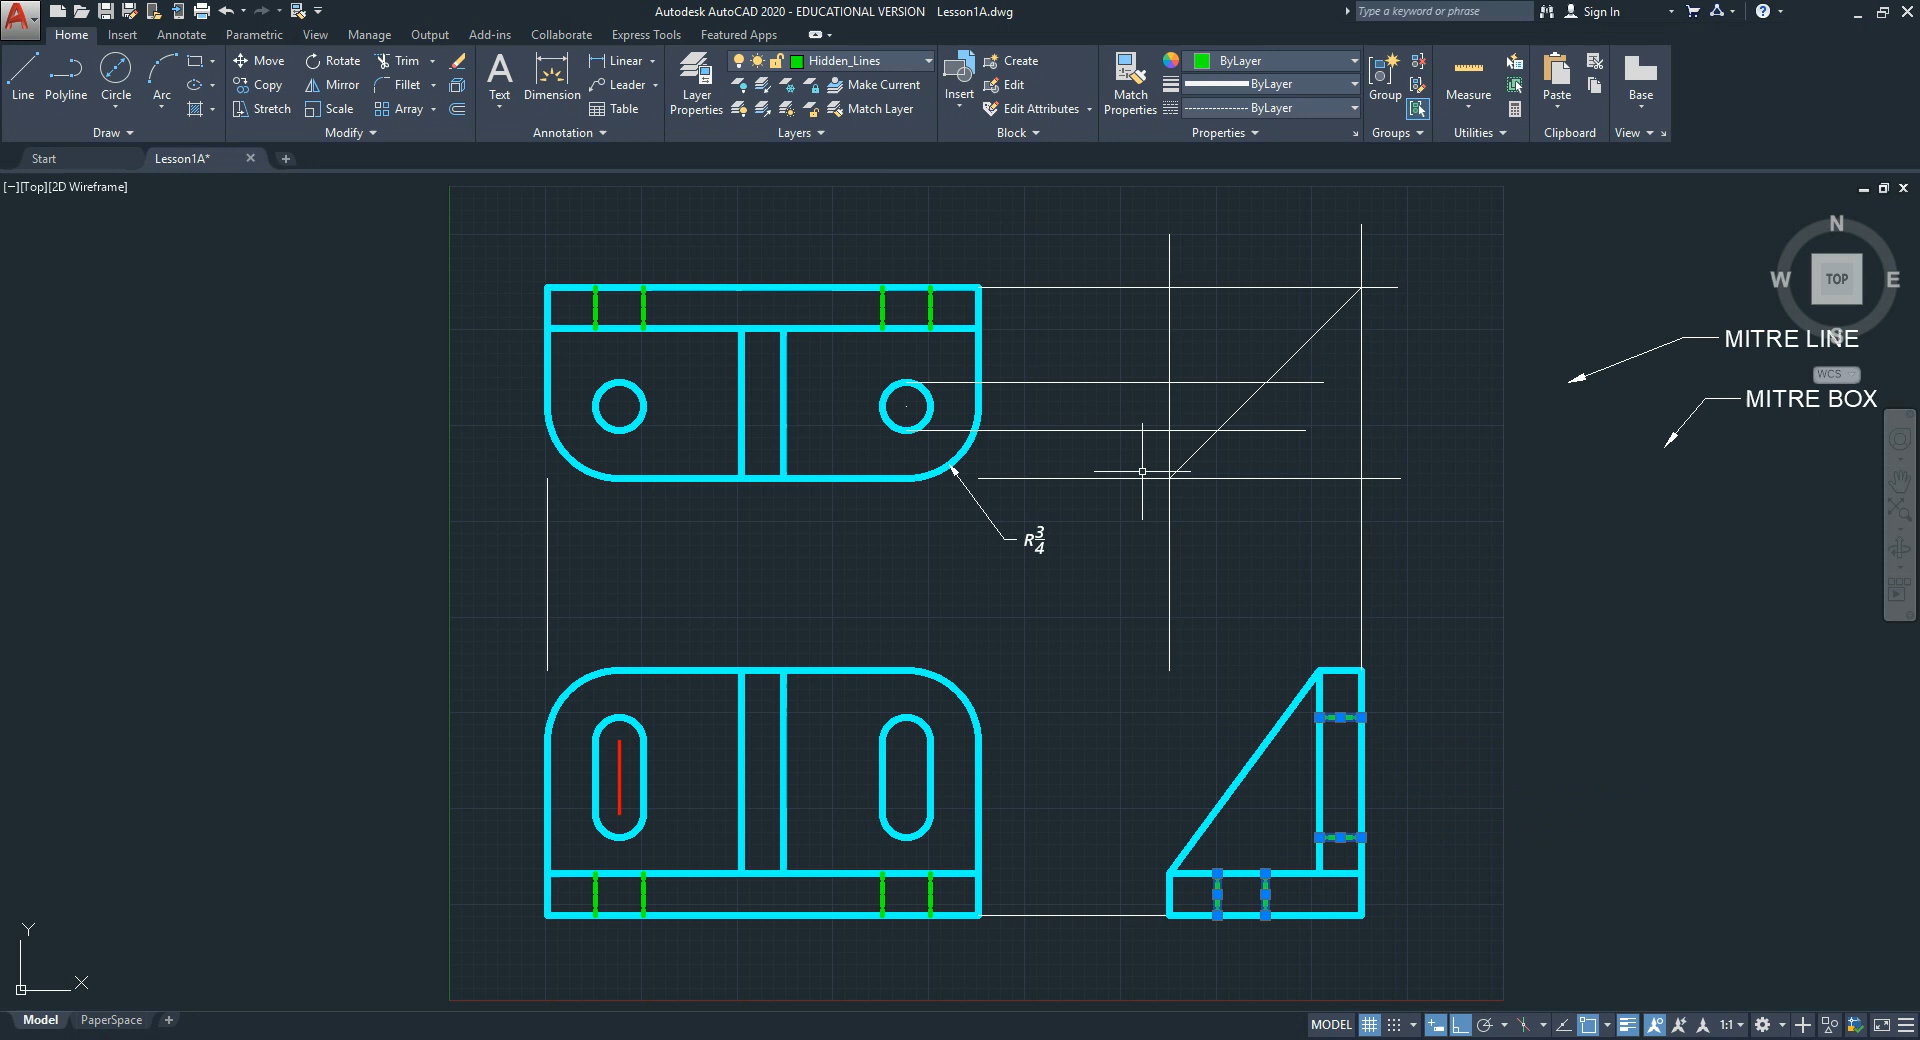 Autodesk AutoCAD 2020 - EDUCATIONAL VERSION Lesson1A.dwg
Type a keyword or phrase
Sign In
Home Insert Annotate Parametric View Manage Output Add-ins Collaborate Express Tools Featured Apps
Line Polyline Circle Arc
Draw
Move Rotate Trim
Copy Mirror Fillet
Stretch Scale Array
Modify
Text Dimension
Linear
Leader
Table
Annotation
Layer Properties
Hidden_Lines
Make Current
Match Layer
Layers
Insert
Create
Edit
Edit Attributes
Block
Match Properties
ByLayer
ByLayer
ByLayer
Properties
Group
Groups
Measure
Utilities
Paste
Clipboard
Base
View
Start Lesson1A*
[−][Top][2D Wireframe]
N
W TOP E
S
MITRE LINE
WCS
MITRE BOX
R3/4
Y
X
Model PaperSpace
MODEL 1:1